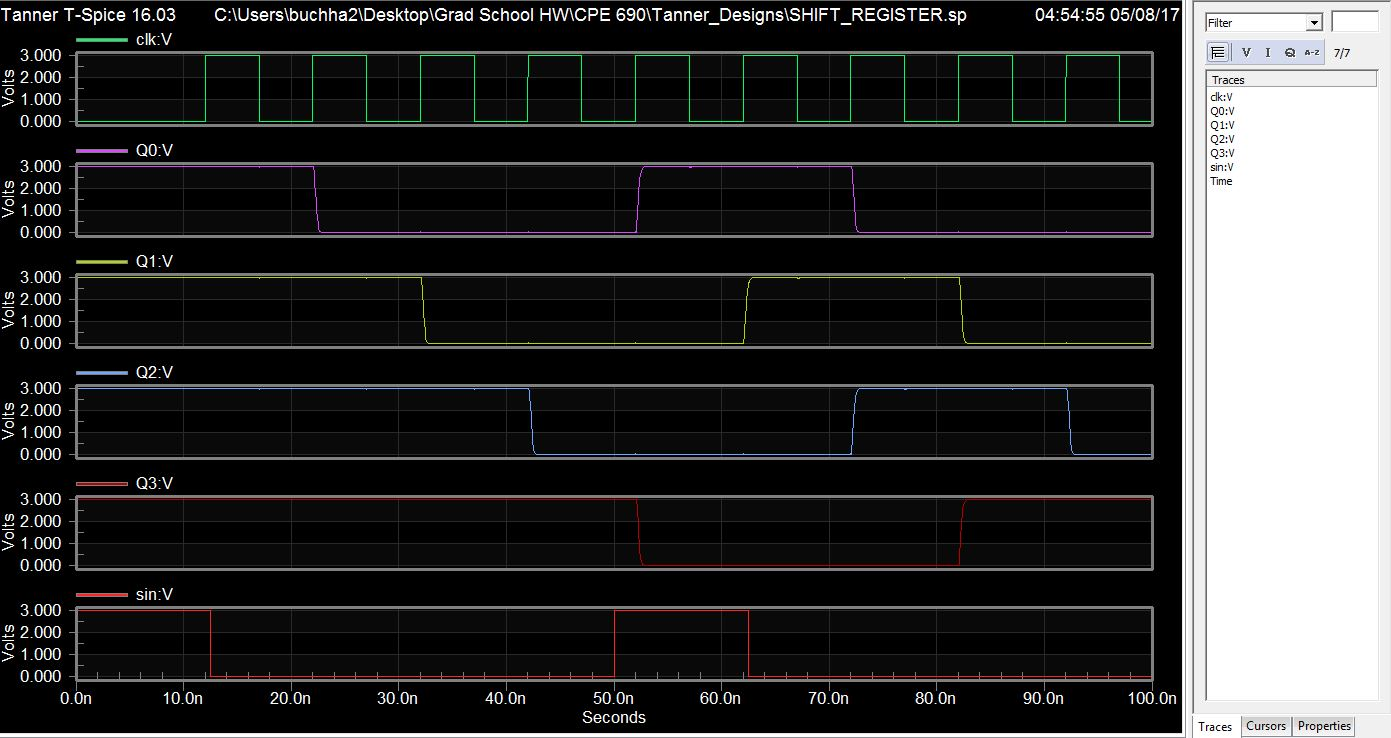 Tanner T-Spice 16.03 C:\Users\buchha2\Desktop\Grad School HW\CPE 690\Tanner_Designs\SHIFT_REGISTER.sp 04:54:55 05/08/17
clk:V
3.000
2.000
1.000
0.000
Volts
Q0:V
3.000
2.000
1.000
0.000
Volts
Q1:V
3.000
2.000
1.000
0.000
Volts
Q2:V
3.000
2.000
1.000
0.000
Volts
Q3:V
3.000
2.000
1.000
0.000
Volts
sin:V
3.000
2.000
1.000
0.000
Volts
0.0n 10.0n 20.0n 30.0n 40.0n 50.0n 60.0n 70.0n 80.0n 90.0n 100.0n
Seconds
Filter
V I Q A-Z 7/7
Traces
clk:V
Q0:V
Q1:V
Q2:V
Q3:V
sin:V
Time
Traces Cursors Properties